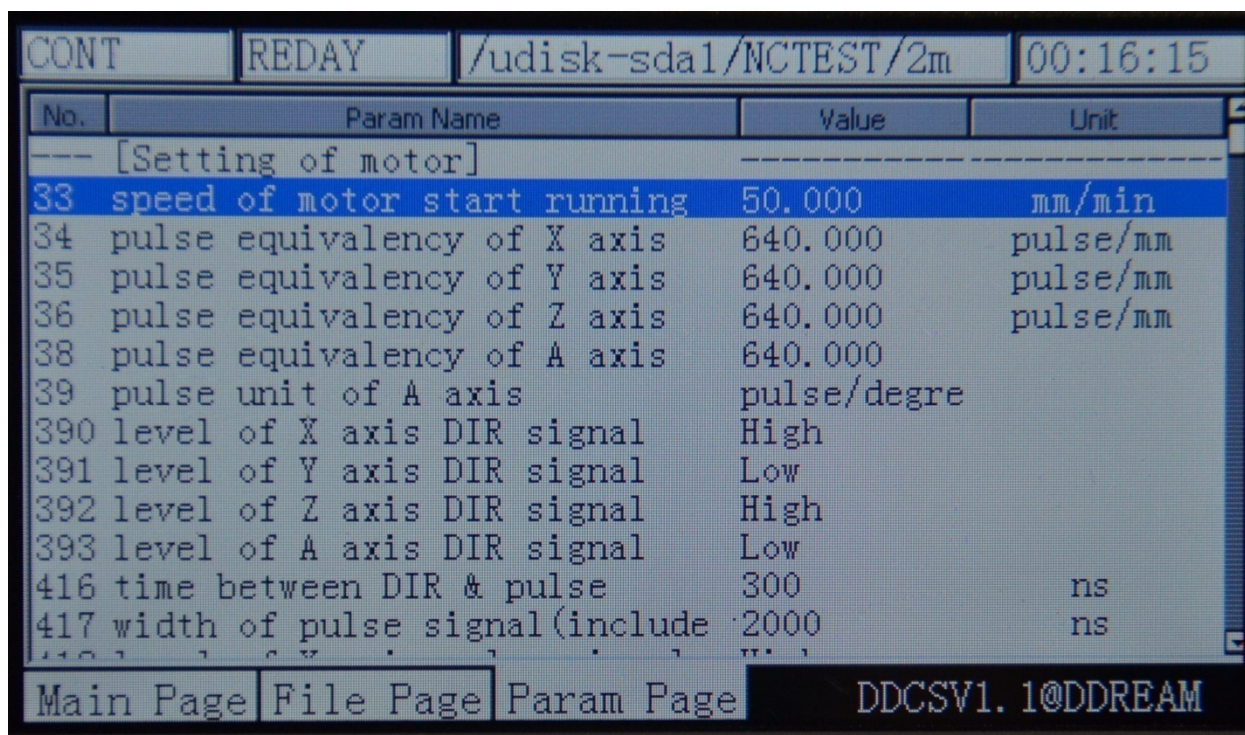 CONT REDAY /udisk-sda1/NCTEST/2m 00:16:15
No. Param Name Value Unit
--- [Setting of motor] -----------------------
33 speed of motor start running 50.000 mm/min
34 pulse equivalency of X axis 640.000 pulse/mm
35 pulse equivalency of Y axis 640.000 pulse/mm
36 pulse equivalency of Z axis 640.000 pulse/mm
38 pulse equivalency of A axis 640.000
39 pulse unit of A axis pulse/degre
390 level of X axis DIR signal High
391 level of Y axis DIR signal Low
392 level of Z axis DIR signal High
393 level of A axis DIR signal Low
416 time between DIR & pulse 300 ns
417 width of pulse signal(include 2000 ns
Main Page File Page Param Page DDCSV1.1@DDREAM